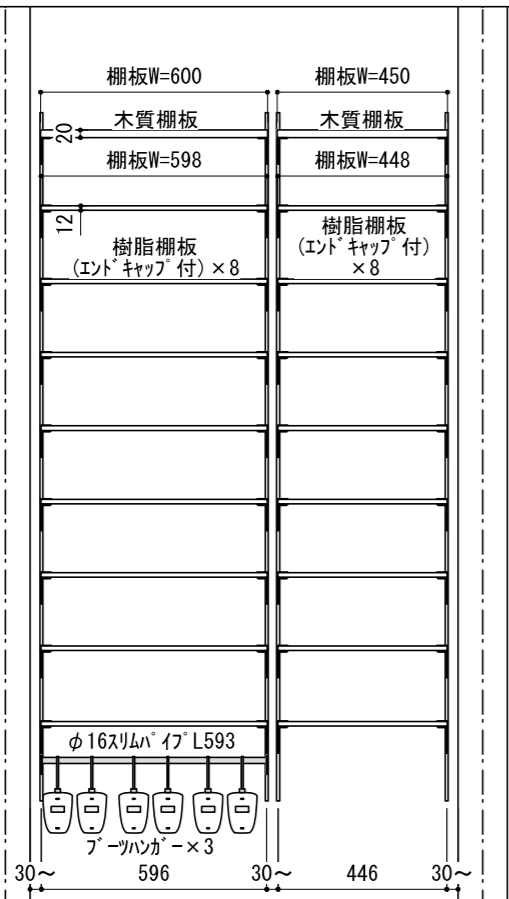 棚板W=600
棚板W=450
木質棚板
木質棚板
20
棚板W=598
棚板W=448
12
樹脂棚板
(ｴﾝﾄﾞｷｬｯﾌﾟ付)×8
樹脂棚板
(ｴﾝﾄﾞｷｬｯﾌﾟ付)
×8
φ16ｽﾘﾑﾊﾟｲﾌﾟL593
ﾌﾞｰﾂﾊﾝｶﾞｰ×3
30～ 596 30～ 446 30～